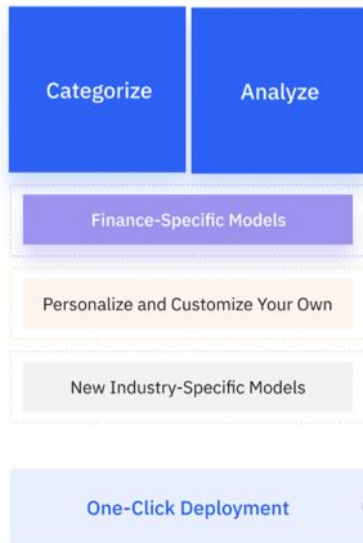 Categorize
Analyze
Finance-Specific Models
Personalize and Customize Your Own
New Industry-Specific Models
One-Click Deployment